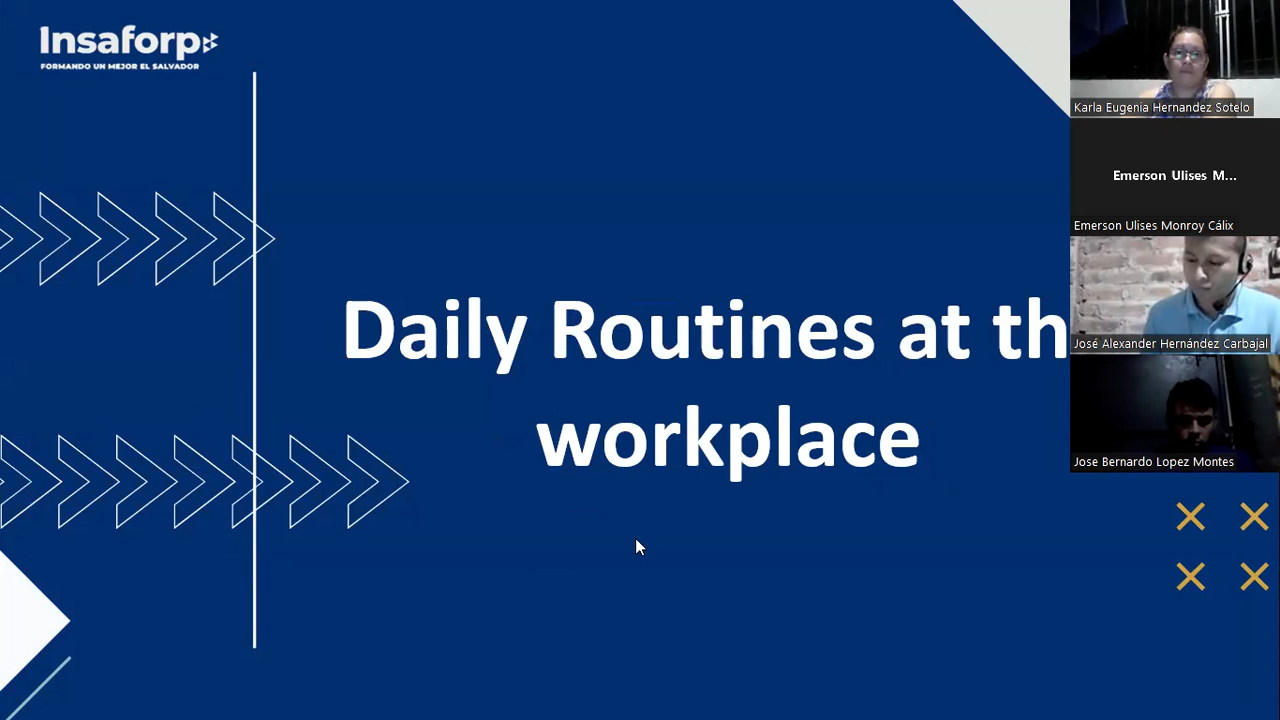 Insaforp
FORMANDO UN MEJOR EL SALVADOR
Daily Routines at th
workplace
Karla Eugenia Hernandez Sotelo
Emerson Ulises M...
Emerson Ulises Monroy Cálix
José Alexander Hernández Carbajal
Jose Bernardo Lopez Montes